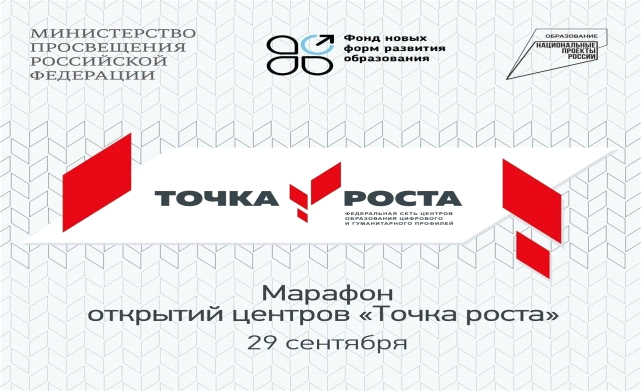 МИНИСТЕРСТВО
ПРОСВЕЩЕНИЯ
РОССИЙСКОЙ
ФЕДЕРАЦИИ
Фонд новых
форм развития
образования
ОБРАЗОВАНИЕ
НАЦИОНАЛЬНЫЕ
ПРОЕКТЫ
РОССИИ
ТОЧКА РОСТА
ФЕДЕРАЛЬНАЯ СЕТЬ ЦЕНТРОВ
ОБРАЗОВАНИЯ ЦИФРОВОГО
И ГУМАНИТАРНОГО ПРОФИЛЕЙ
Марафон
открытий центров «Точка роста»
29 сентября